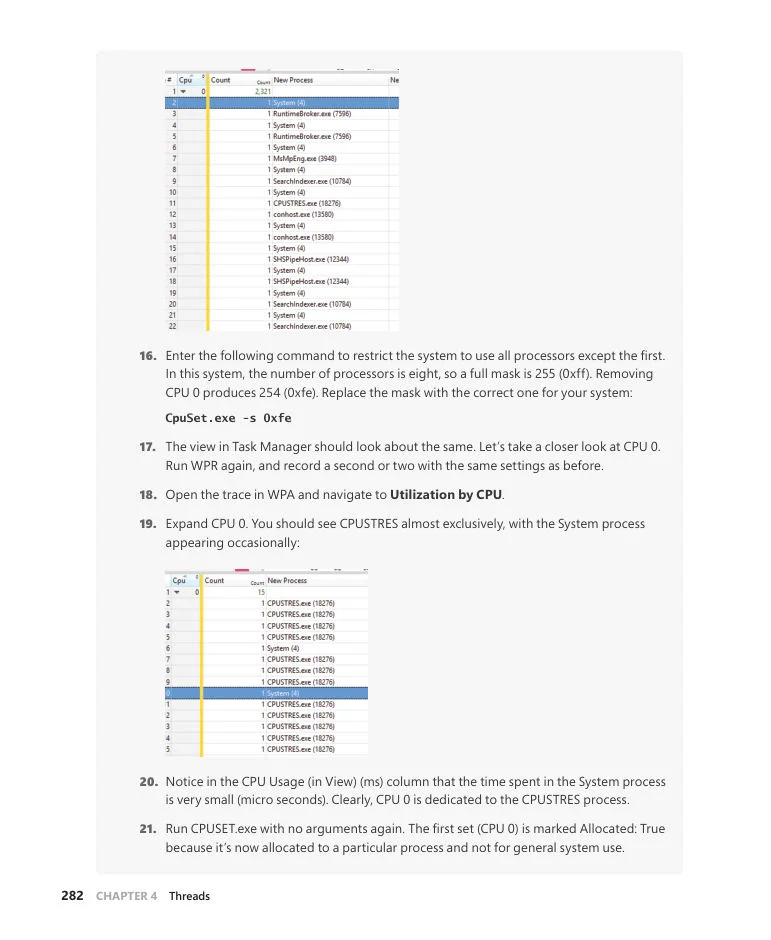 # Cpu Count Count New Process Ne
1 0 2,321
2 1 System (4)
3 1 RuntimeBroker.exe (7596)
4 1 System (4)
5 1 RuntimeBroker.exe (7596)
6 1 System (4)
7 1 MsMpEng.exe (3948)
8 1 System (4)
9 1 SearchIndexer.exe (10784)
10 1 System (4)
11 1 CPUSTRES.exe (18276)
12 1 conhost.exe (13580)
13 1 System (4)
14 1 conhost.exe (13580)
15 1 System (4)
16 1 SHSPipeHost.exe (12344)
17 1 System (4)
18 1 SHSPipeHost.exe (12344)
19 1 System (4)
20 1 SearchIndexer.exe (10784)
21 1 System (4)
22 1 SearchIndexer.exe (10784)
16. Enter the following command to restrict the system to use all processors except the first.
In this system, the number of processors is eight, so a full mask is 255 (0xff). Removing
CPU 0 produces 254 (0xfe). Replace the mask with the correct one for your system:
CpuSet.exe -s 0xfe
17. The view in Task Manager should look about the same. Let’s take a closer look at CPU 0.
Run WPR again, and record a second or two with the same settings as before.
18. Open the trace in WPA and navigate to Utilization by CPU.
19. Expand CPU 0. You should see CPUSTRES almost exclusively, with the System process
appearing occasionally:
Cpu Count Count New Process
1 0 15
2 1 CPUSTRES.exe (18276)
3 1 CPUSTRES.exe (18276)
4 1 CPUSTRES.exe (18276)
5 1 CPUSTRES.exe (18276)
6 1 System (4)
7 1 CPUSTRES.exe (18276)
8 1 CPUSTRES.exe (18276)
9 1 CPUSTRES.exe (18276)
0 1 System (4)
1 1 CPUSTRES.exe (18276)
2 1 CPUSTRES.exe (18276)
3 1 CPUSTRES.exe (18276)
4 1 CPUSTRES.exe (18276)
5 1 CPUSTRES.exe (18276)
20. Notice in the CPU Usage (in View) (ms) column that the time spent in the System process
is very small (micro seconds). Clearly, CPU 0 is dedicated to the CPUSTRES process.
21. Run CPUSET.exe with no arguments again. The first set (CPU 0) is marked Allocated: True
because it’s now allocated to a particular process and not for general system use.
282 CHAPTER 4 Threads